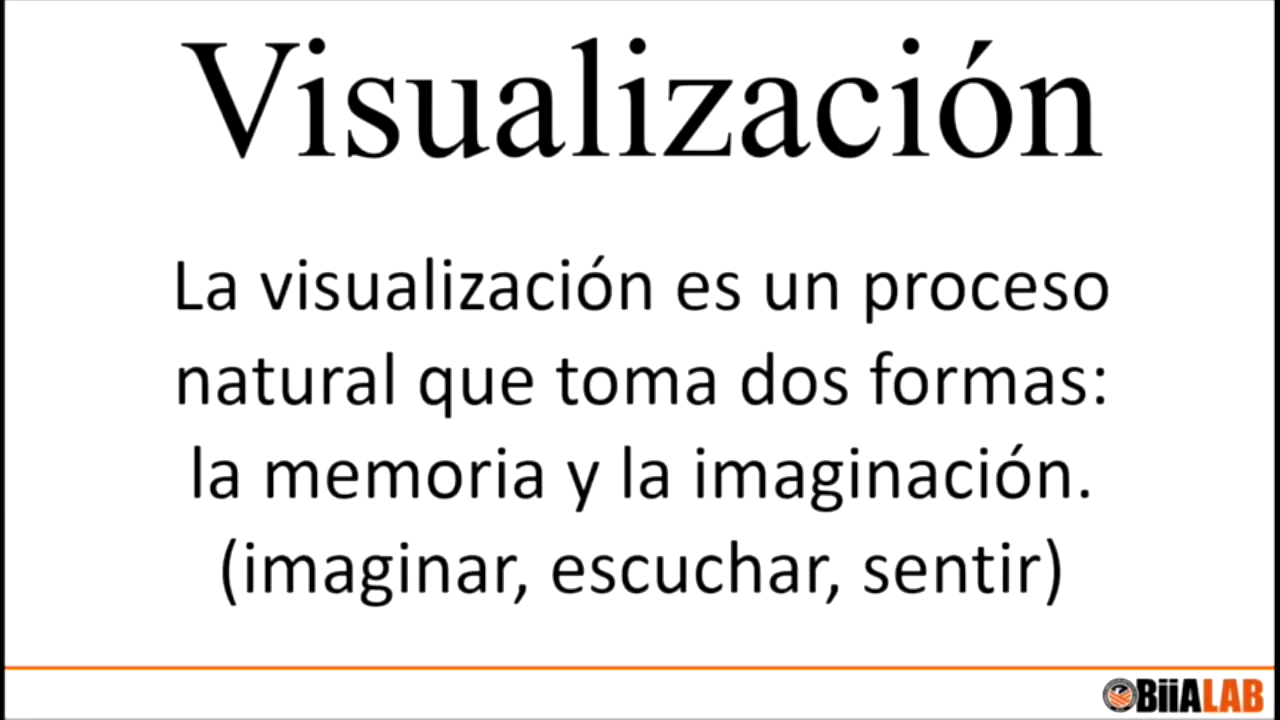 Visualización
La visualización es un proceso
natural que toma dos formas:
la memoria y la imaginación.
(imaginar, escuchar, sentir)
BiiALAB